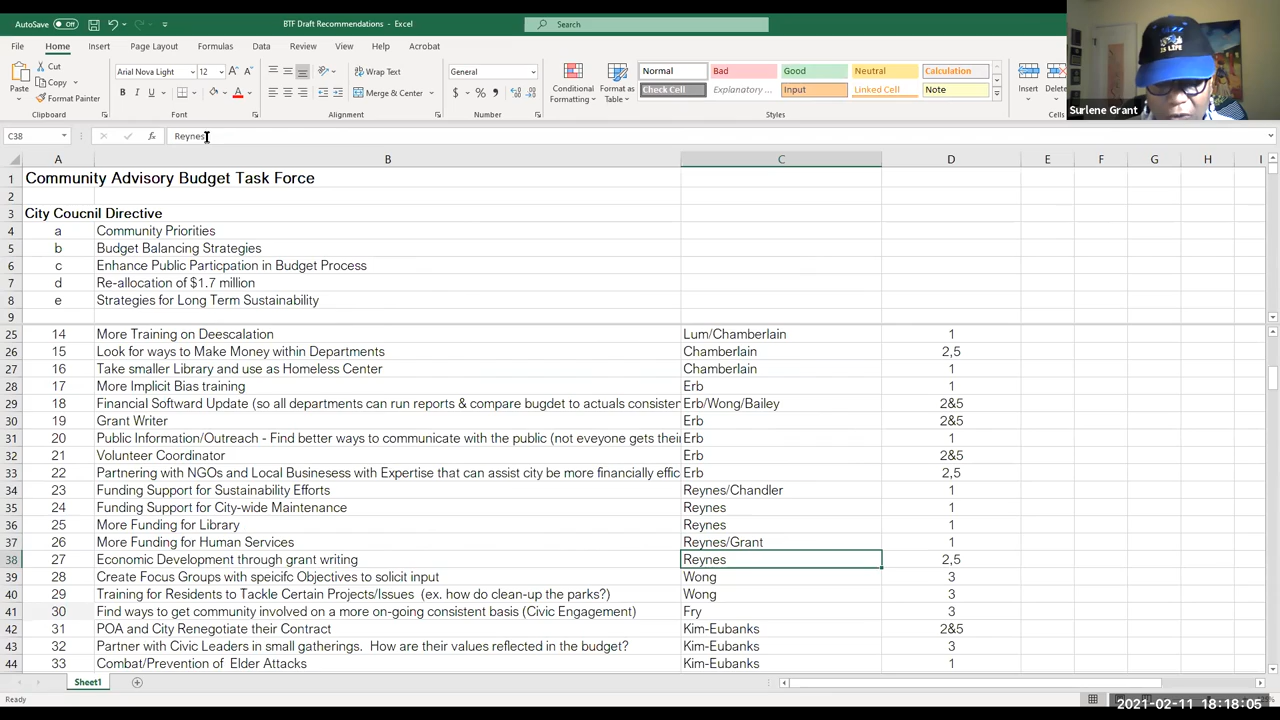 AutoSave Off BTF Draft Recommendations - Excel Search
File Home Insert Page Layout Formulas Data Review View Help Acrobat
Paste Cut Copy Format Painter Clipboard
Arial Nova Light 12 B I U Font
Wrap Text Merge & Center Alignment
General $ % Number
Conditional Formatting Format as Table
Normal Bad Good Neutral Calculation
Check Cell Explanatory ... Input Linked Cell Note
Styles
Insert Delete Cells
IS LIFE
Surlene Grant
C38 fx Reynes
A B C D E F G H I
1 Community Advisory Budget Task Force
2
3 City Coucnil Directive
4 a Community Priorities
5 b Budget Balancing Strategies
6 c Enhance Public Particpation in Budget Process
7 d Re-allocation of $1.7 million
8 e Strategies for Long Term Sustainability
9
25 14 More Training on Deescalation Lum/Chamberlain 1
26 15 Look for ways to Make Money within Departments Chamberlain 2,5
27 16 Take smaller Library and use as Homeless Center Chamberlain 1
28 17 More Implicit Bias training Erb 1
29 18 Financial Softward Update (so all departments can run reports & compare bugdet to actuals consisten Erb/Wong/Bailey 2&5
30 19 Grant Writer Erb 2&5
31 20 Public Information/Outreach - Find better ways to communicate with the public (not eveyone gets thei Erb 1
32 21 Volunteer Coordinator Erb 2&5
33 22 Partnering with NGOs and Local Businesess with Expertise that can assist city be more financially effic Erb 2,5
34 23 Funding Support for Sustainability Efforts Reynes/Chandler 1
35 24 Funding Support for City-wide Maintenance Reynes 1
36 25 More Funding for Library Reynes 1
37 26 More Funding for Human Services Reynes/Grant 1
38 27 Economic Development through grant writing Reynes 2,5
39 28 Create Focus Groups with speicifc Objectives to solicit input Wong 3
40 29 Training for Residents to Tackle Certain Projects/Issues (ex. how do clean-up the parks?) Wong 3
41 30 Find ways to get community involved on a more on-going consistent basis (Civic Engagement) Fry 3
42 31 POA and City Renegotiate their Contract Kim-Eubanks 2&5
43 32 Partner with Civic Leaders in small gatherings. How are their values reflected in the budget? Kim-Eubanks 3
44 33 Combat/Prevention of Elder Attacks Kim-Eubanks 1
Sheet1
Ready
2021-02-11 18:18:05